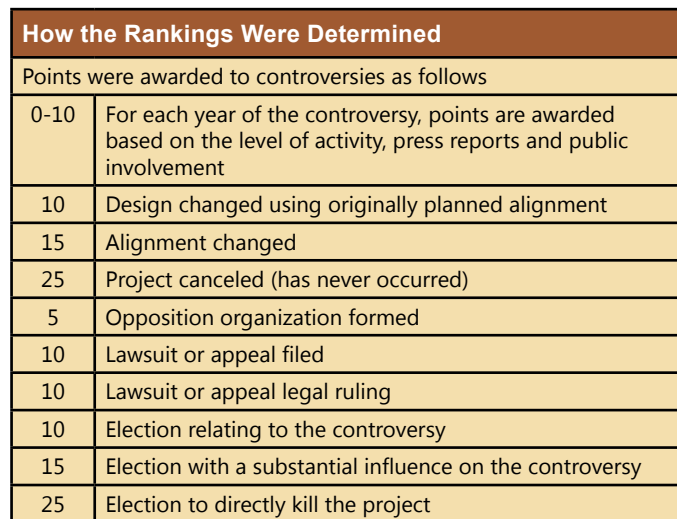 How the Rankings Were Determined
Points were awarded to controversies as follows
0-10 For each year of the controversy, points are awarded
based on the level of activity, press reports and public
involvement
10 Design changed using originally planned alignment
15 Alignment changed
25 Project canceled (has never occurred)
5 Opposition organization formed
10 Lawsuit or appeal filed
10 Lawsuit or appeal legal ruling
10 Election relating to the controversy
15 Election with a substantial influence on the controversy
25 Election to directly kill the project